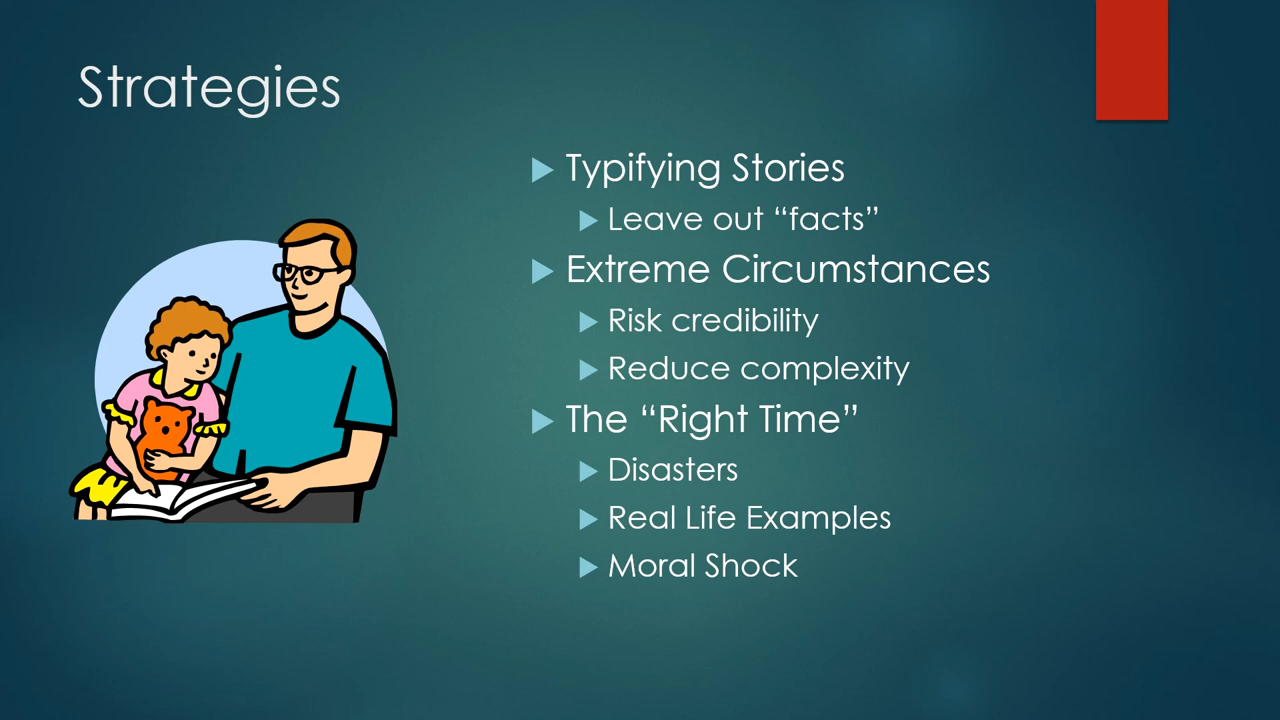 Strategies
Typifying Stories
Leave out “facts”
Extreme Circumstances
Risk credibility
Reduce complexity
The “Right Time”
Disasters
Real Life Examples
Moral Shock